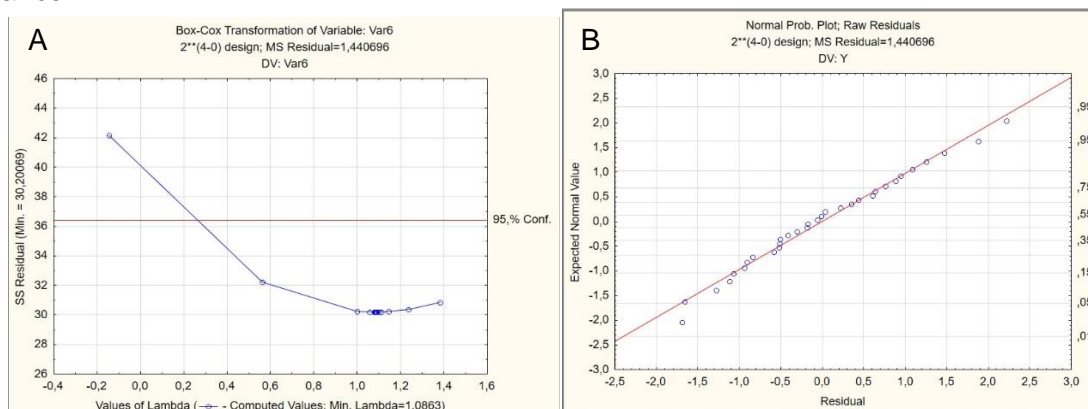 A
Box-Cox Transformation of Variable: Var6
2**(4-0) design; MS Residual=1,440696
DV: Var6
46
44
42
40
38
36
34
32
30
28
26
SS Residual (Min. = 30,20069)
95,% Conf.
-0,4 -0,2 0,0 0,2 0,4 0,6 0,8 1,0 1,2 1,4 1,6
Values of Lambda ( - Computed Values; Min. Lambda=1,0863)
B
Normal Prob. Plot; Raw Residuals
2**(4-0) design; MS Residual=1,440696
DV: Y
3,0
2,5
2,0
1,5
1,0
0,5
0,0
-0,5
-1,0
-1,5
-2,0
-2,5
-3,0
Expected Normal Value
,95
,75
,55
,35
,15
,05
,01
-2,5 -2,0 -1,5 -1,0 -0,5 0,0 0,5 1,0 1,5 2,0 2,5 3,0
Residual